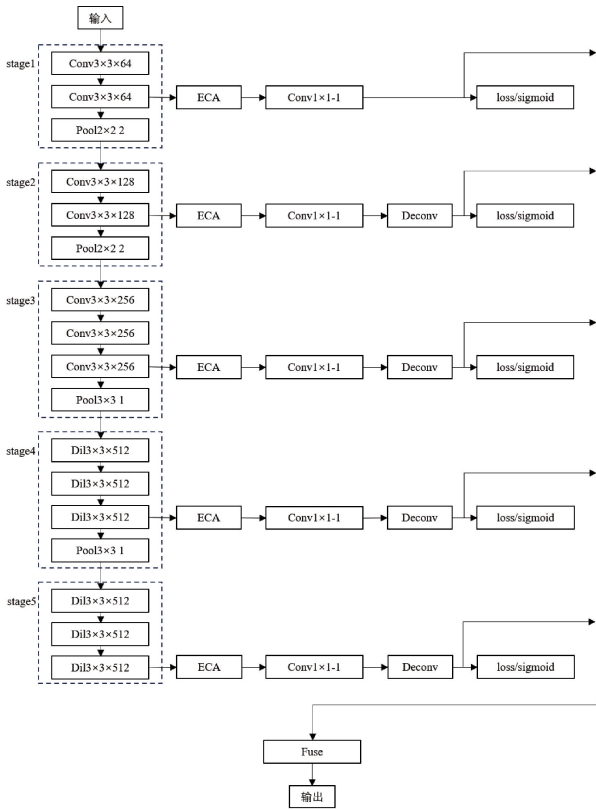 输入
stage1
Conv3×3×64
Conv3×3×64 ECA Conv1×1-1 loss/sigmoid
Pool2×2 2
stage2
Conv3×3×128
Conv3×3×128 ECA Conv1×1-1 Deconv loss/sigmoid
Pool2×2 2
stage3
Conv3×3×256
Conv3×3×256
Conv3×3×256 ECA Conv1×1-1 Deconv loss/sigmoid
Pool3×3 1
stage4
Dil3×3×512
Dil3×3×512
Dil3×3×512 ECA Conv1×1-1 Deconv loss/sigmoid
Pool3×3 1
stage5
Dil3×3×512
Dil3×3×512
Dil3×3×512 ECA Conv1×1-1 Deconv loss/sigmoid
Fuse
输出